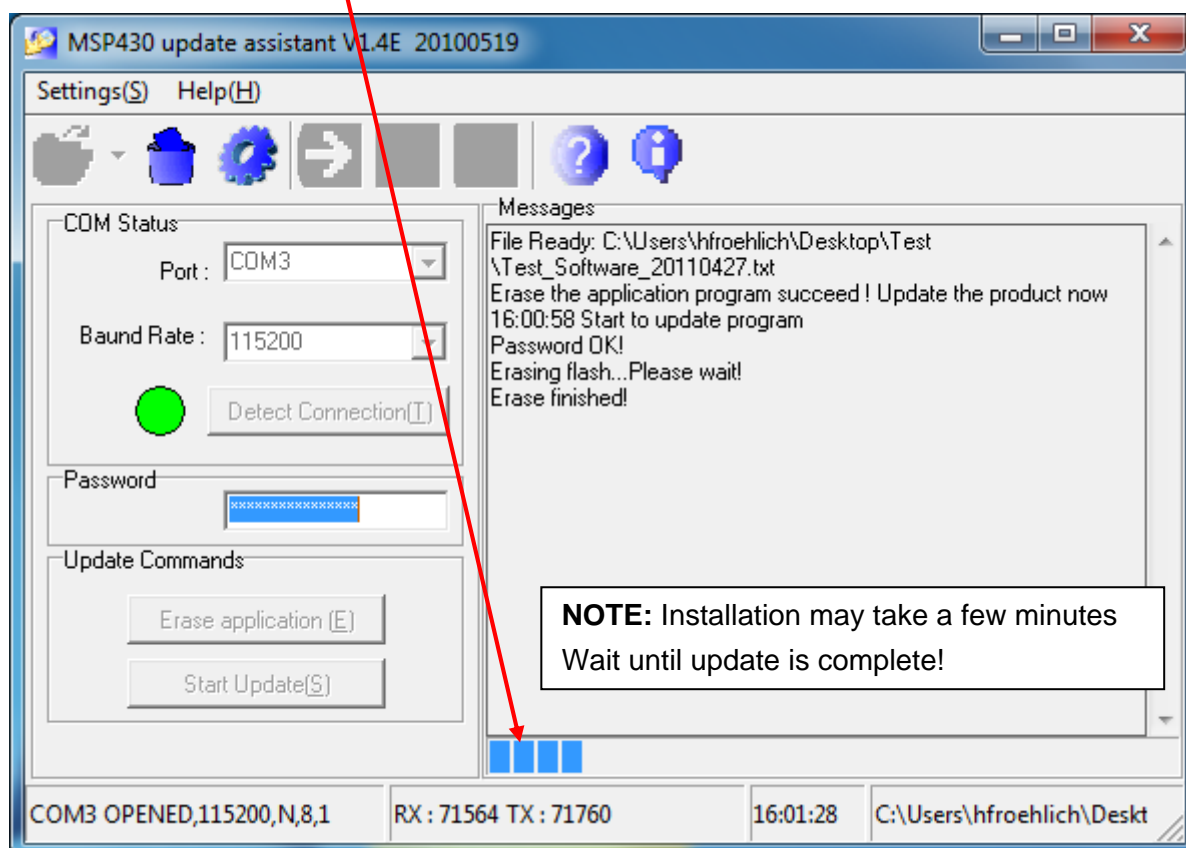 MSP430 update assistant V1.4E 20100519
Settings(S) Help(H)
COM Status
Port : COM3
Baund Rate : 115200
Detect Connection(T)
Password
****************
Update Commands
Erase application (E)
Start Update(S)
Messages
File Ready: C:\Users\hfroehlich\Desktop\Test
\Test_Software_20110427.txt
Erase the application program succeed ! Update the product now
16:00:58 Start to update program
Password OK!
Erasing flash...Please wait!
Erase finished!
NOTE: Installation may take a few minutes
Wait until update is complete!
COM3 OPENED,115200,N,8,1 RX : 71564 TX : 71760 16:01:28 C:\Users\hfroehlich\Deskt